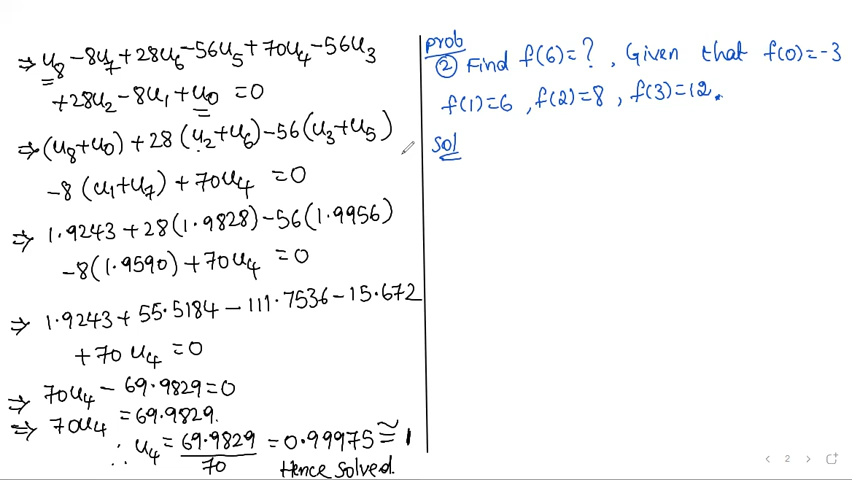 ⇒ u₈ - 8u₇ + 28u₆ - 56u₅ + 70u₄ - 56u₃
+ 28u₂ - 8u₁ + u₀ = 0
⇒ (u₈+u₀) + 28 (u₂+u₆) - 56 (u₃+u₅)
- 8 (u₁+u₇) + 70u₄ = 0
⇒ 1.9243 + 28(1.9828) - 56(1.9956)
- 8(1.9590) + 70u₄ = 0
⇒ 1.9243 + 55.5184 - 111.7536 - 15.672
+ 70 u₄ = 0
⇒ 70u₄ - 69.9829 = 0
⇒ 70u₄ = 69.9829.
∴ u₄ = 69.9829/70 = 0.99975 ≅ 1
Hence Solved.
prob
② Find f(6) = ? , Given that f(0) = -3
f(1)=6 , f(2)=8 , f(3)=12.
Sol
2